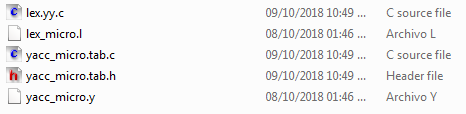 lex.yy.c 09/10/2018 10:49 ... C source file
lex_micro.l 08/10/2018 01:46 ... Archivo L
yacc_micro.tab.c 09/10/2018 10:49 ... C source file
yacc_micro.tab.h 09/10/2018 10:49 ... Header file
yacc_micro.y 08/10/2018 01:46 ... Archivo Y